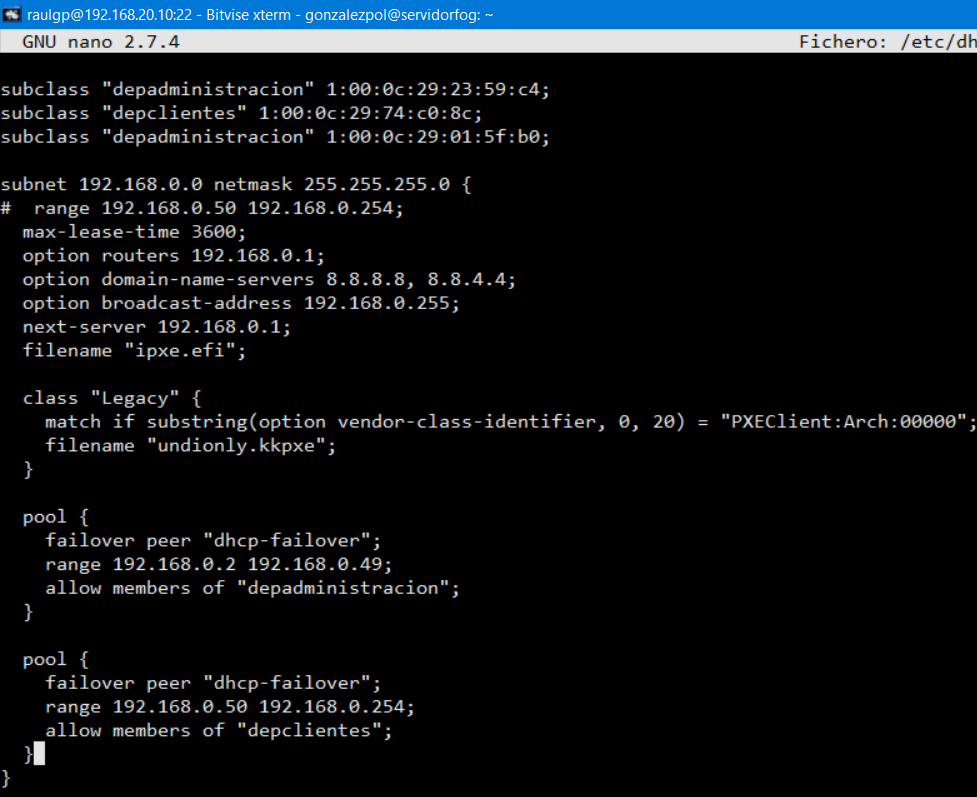 raulgp@192.168.20.10:22 - Bitvise xterm - gonzalezpol@servidorfog: ~
GNU nano 2.7.4 Fichero: /etc/dh
subclass "depadministracion" 1:00:0c:29:23:59:c4;
subclass "depclientes" 1:00:0c:29:74:c0:8c;
subclass "depadministracion" 1:00:0c:29:01:5f:b0;
subnet 192.168.0.0 netmask 255.255.255.0 {
#  range 192.168.0.50 192.168.0.254;
  max-lease-time 3600;
  option routers 192.168.0.1;
  option domain-name-servers 8.8.8.8, 8.8.4.4;
  option broadcast-address 192.168.0.255;
  next-server 192.168.0.1;
  filename "ipxe.efi";
  class "Legacy" {
    match if substring(option vendor-class-identifier, 0, 20) = "PXEClient:Arch:00000";
    filename "undionly.kkpxe";
  }
  pool {
    failover peer "dhcp-failover";
    range 192.168.0.2 192.168.0.49;
    allow members of "depadministracion";
  }
  pool {
    failover peer "dhcp-failover";
    range 192.168.0.50 192.168.0.254;
    allow members of "depclientes";
  }
}